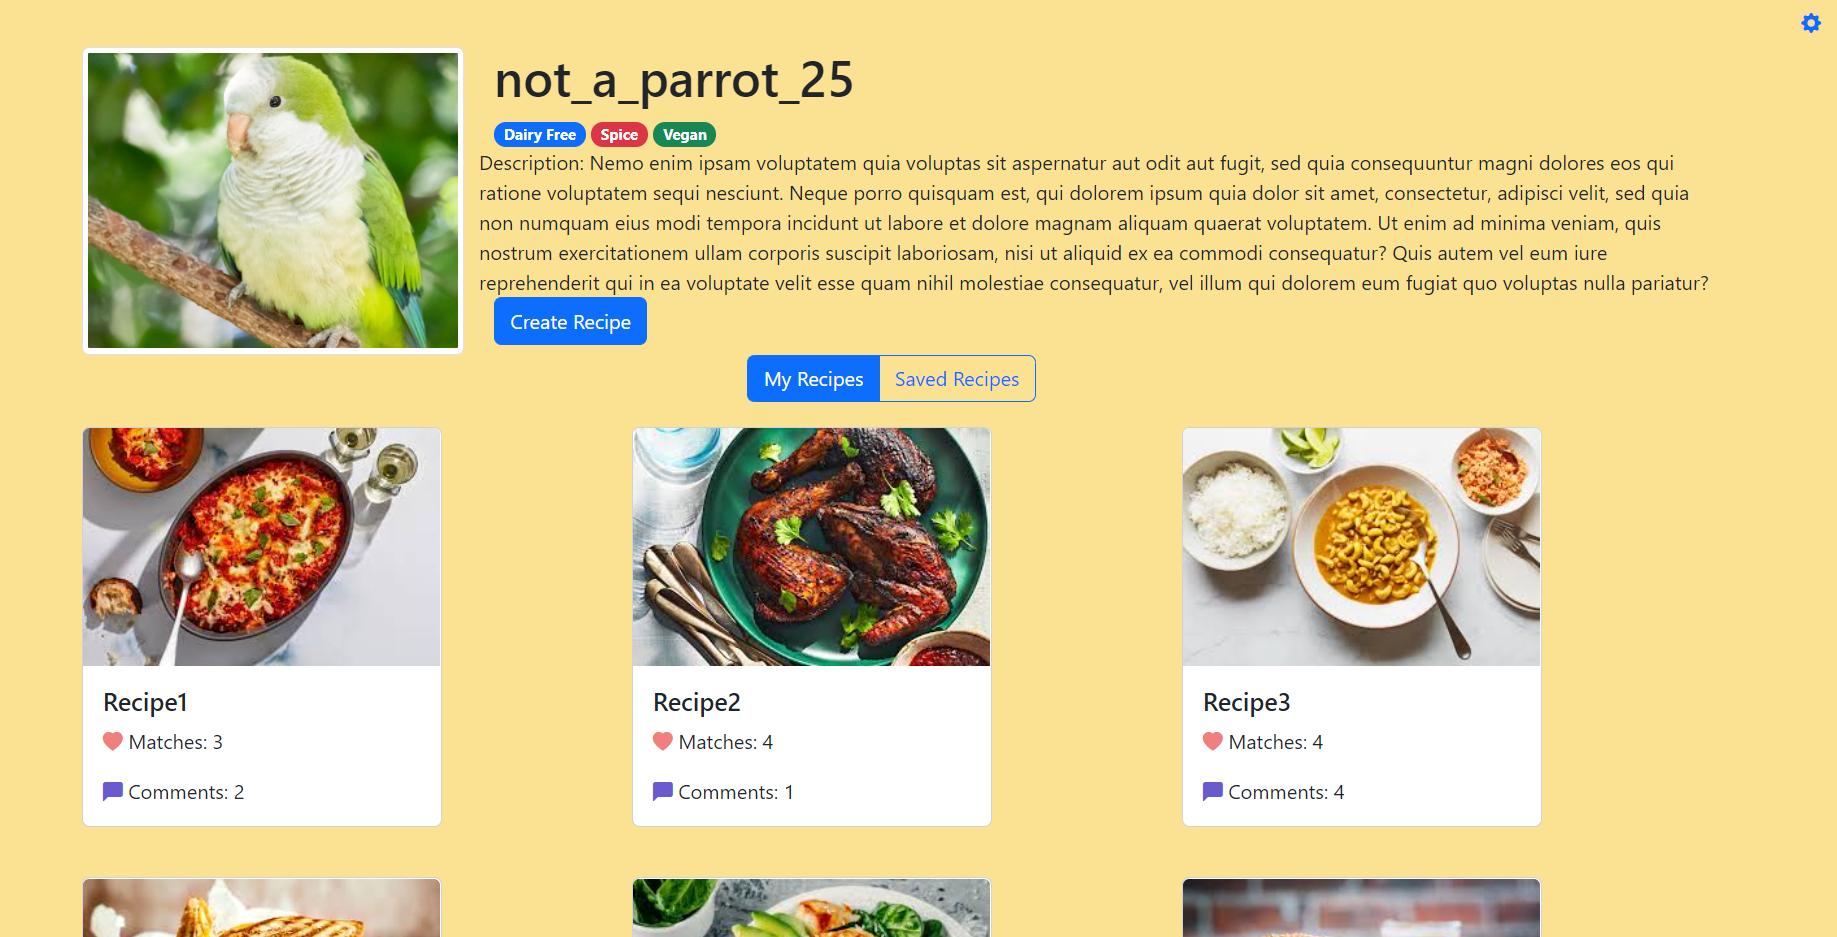 not_a_parrot_25
Dairy Free Spice Vegan
Description: Nemo enim ipsam voluptatem quia voluptas sit aspernatur aut odit aut fugit, sed quia consequuntur magni dolores eos qui
ratione voluptatem sequi nesciunt. Neque porro quisquam est, qui dolorem ipsum quia dolor sit amet, consectetur, adipisci velit, sed quia
non numquam eius modi tempora incidunt ut labore et dolore magnam aliquam quaerat voluptatem. Ut enim ad minima veniam, quis
nostrum exercitationem ullam corporis suscipit laboriosam, nisi ut aliquid ex ea commodi consequatur? Quis autem vel eum iure
reprehenderit qui in ea voluptate velit esse quam nihil molestiae consequatur, vel illum qui dolorem eum fugiat quo voluptas nulla pariatur?
Create Recipe
My Recipes Saved Recipes
Recipe1
Matches: 3
Comments: 2
Recipe2
Matches: 4
Comments: 1
Recipe3
Matches: 4
Comments: 4